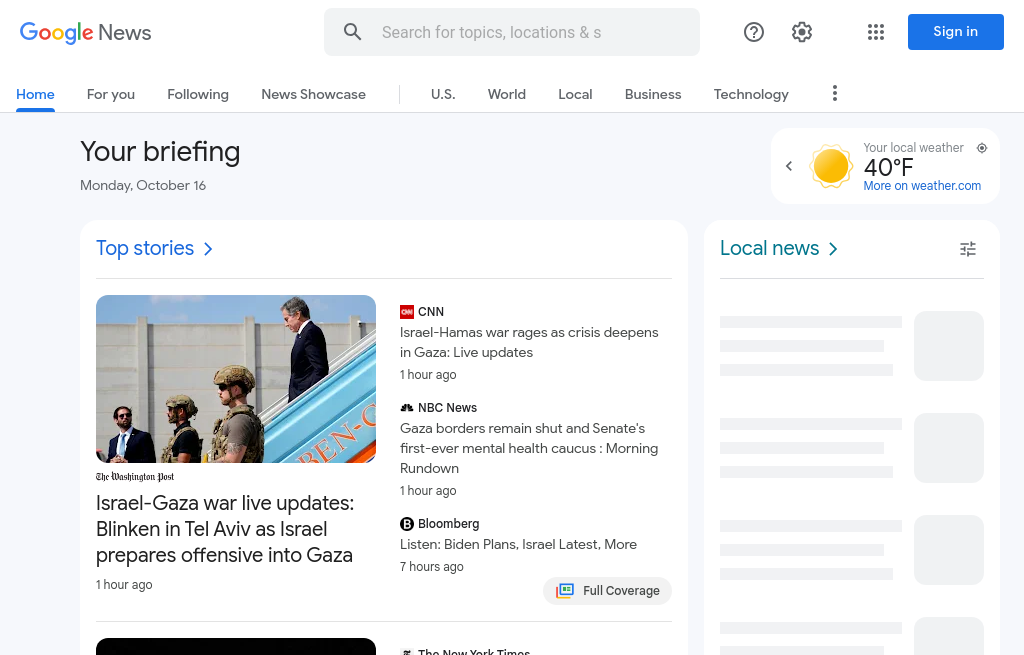 Google News
Search for topics, locations & s
Sign in
Home
For you
Following
News Showcase
U.S.
World
Local
Business
Technology
Your briefing
Monday, October 16
Your local weather
40°F
More on weather.com
Top stories
The Washington Post
Israel-Gaza war live updates:
Blinken in Tel Aviv as Israel
prepares offensive into Gaza
1 hour ago
CNN
Israel-Hamas war rages as crisis deepens
in Gaza: Live updates
1 hour ago
NBC News
Gaza borders remain shut and Senate's
first-ever mental health caucus : Morning
Rundown
1 hour ago
Bloomberg
Listen: Biden Plans, Israel Latest, More
7 hours ago
Full Coverage
The New York Times
Local news